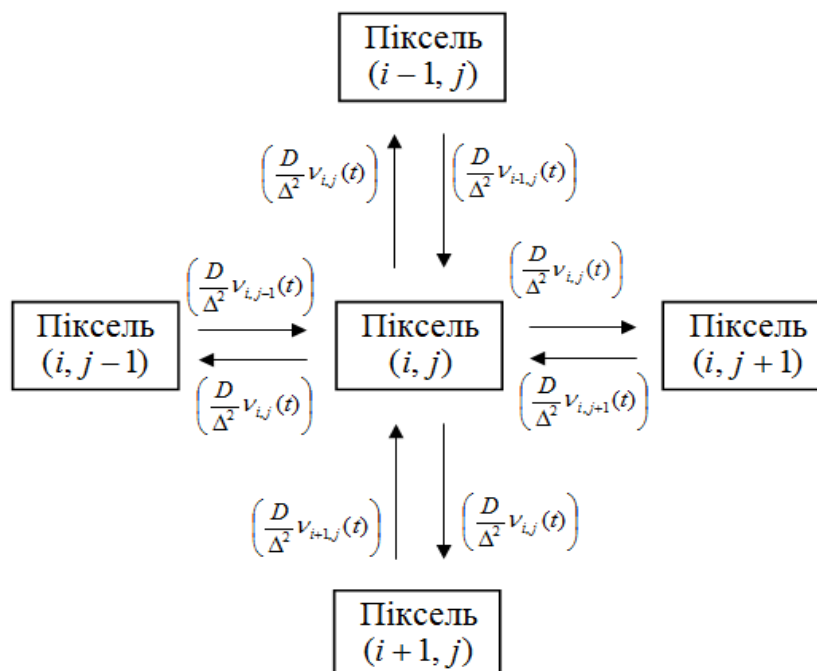 Піксель
(i − 1, j)
(D/Δ² ν_{i,j}(t))
(D/Δ² ν_{i-1,j}(t))
(D/Δ² ν_{i,j−1}(t))
(D/Δ² ν_{i,j}(t))
Піксель
(i, j −1)
Піксель
(i, j)
Піксель
(i, j +1)
(D/Δ² ν_{i,j}(t))
(D/Δ² ν_{i,j+1}(t))
(D/Δ² ν_{i+1,j}(t))
(D/Δ² ν_{i,j}(t))
Піксель
(i +1, j)